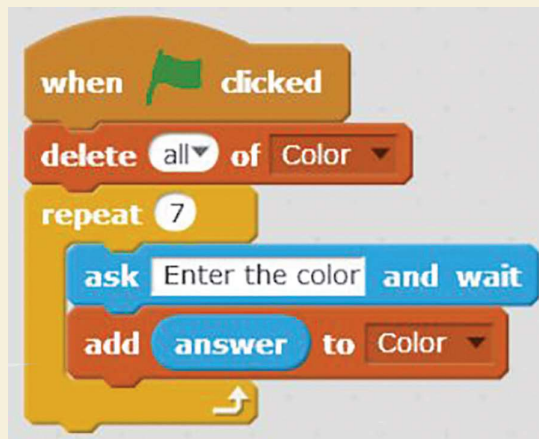 when clicked
delete all of Color
repeat 7
ask Enter the color and wait
add answer to Color